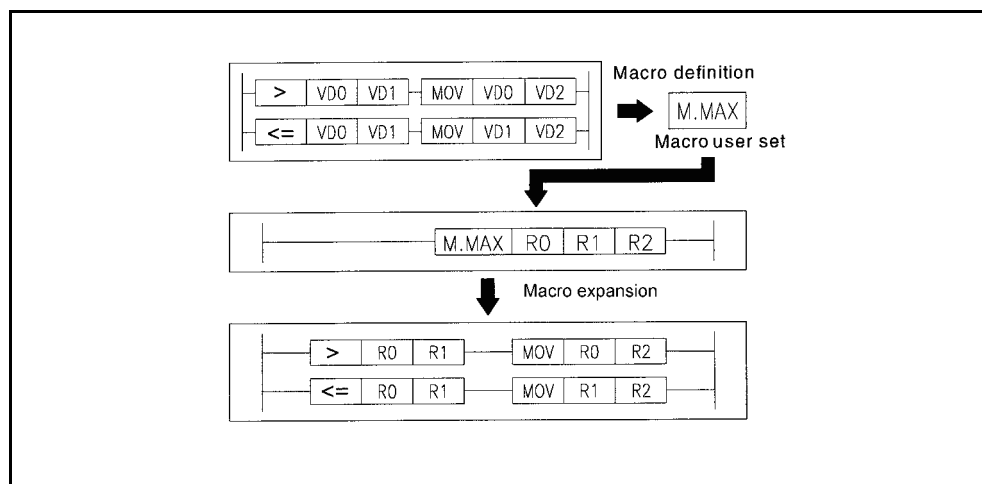 > VD0 VD1 MOV VD0 VD2
<= VD0 VD1 MOV VD1 VD2
Macro definition
M.MAX
Macro user set
M.MAX R0 R1 R2
Macro expansion
> R0 R1 MOV R0 R2
<= R0 R1 MOV R1 R2